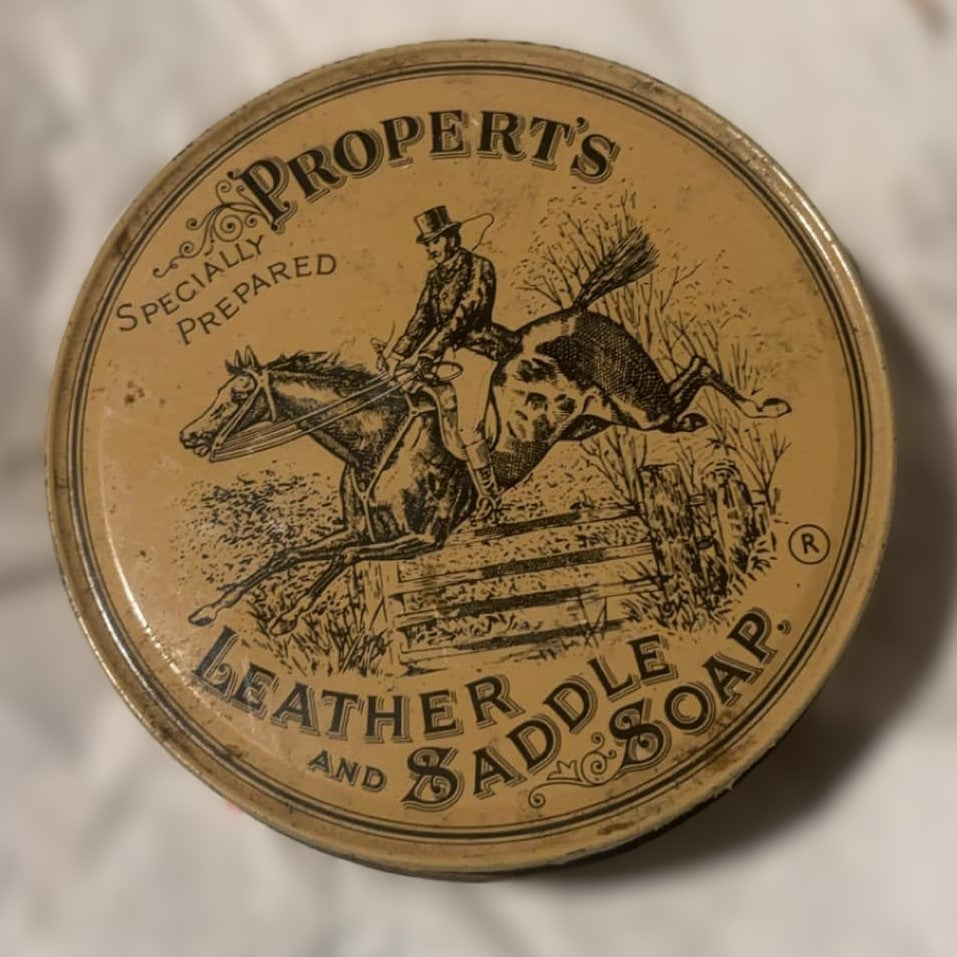 PROPERT'S
SPECIALLY
PREPARED
®
LEATHER
AND SADDLE
SOAP.